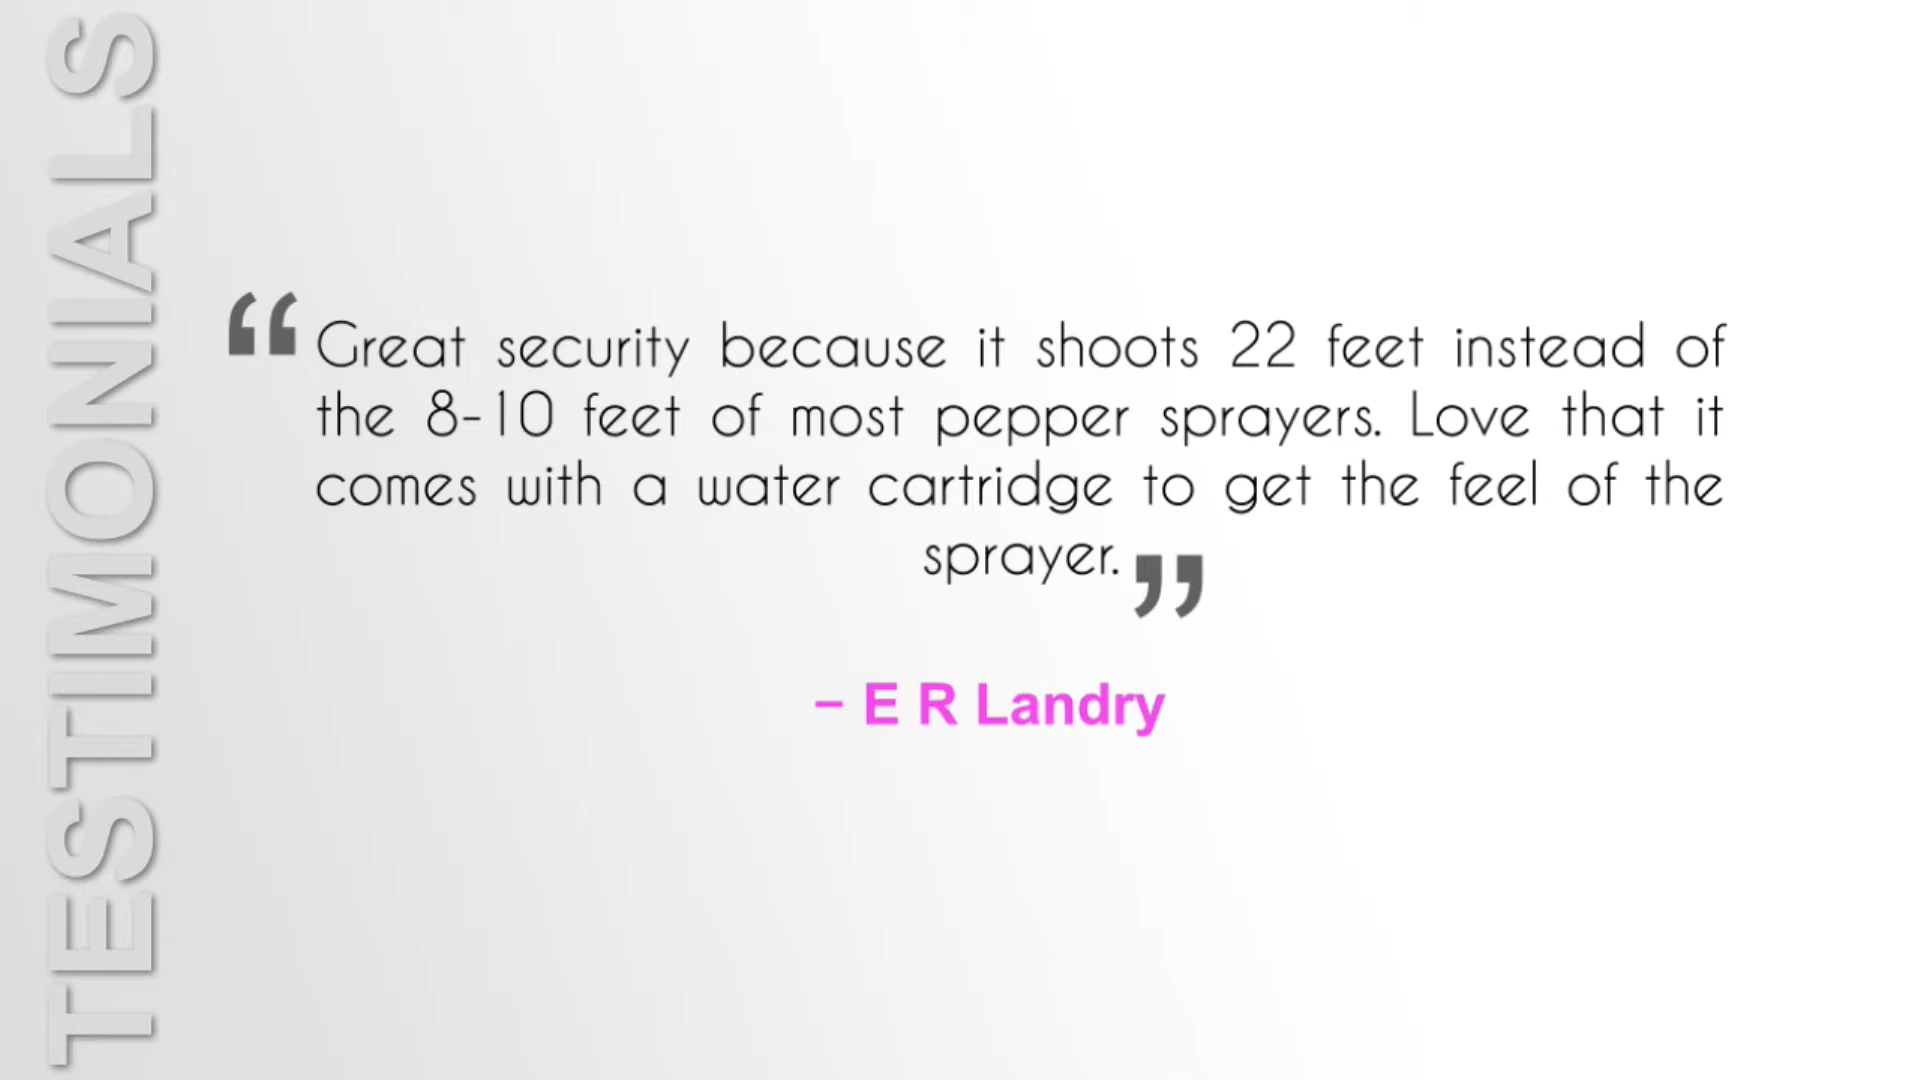 TESTIMONIALS
“Great security because it shoots 22 feet instead of
the 8-10 feet of most pepper sprayers. Love that it
comes with a water cartridge to get the feel of the
sprayer.”
– E R Landry